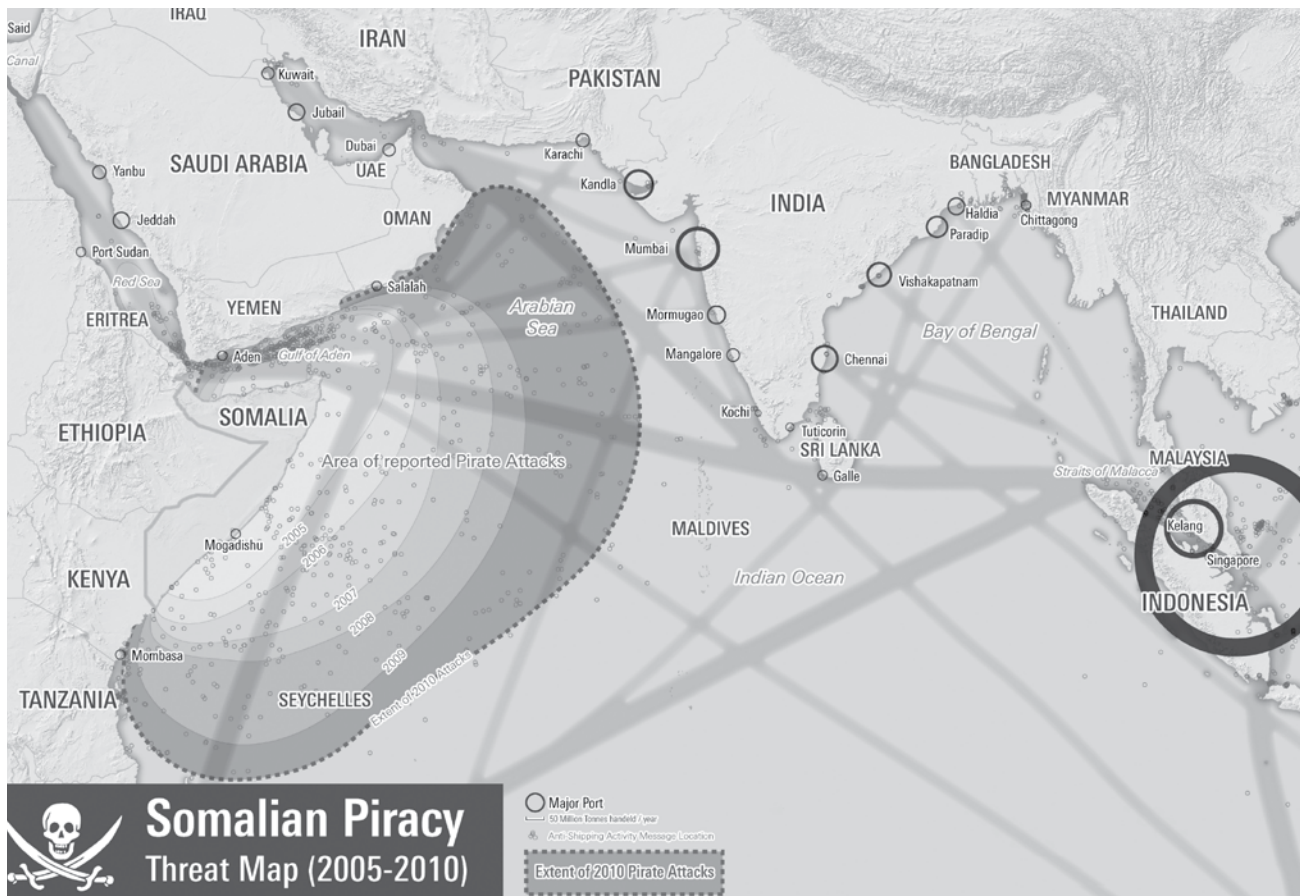 IRAQ
Said
Canal
IRAN
Kuwait
PAKISTAN
Jubail
Dubai
UAE
Karachi
SAUDI ARABIA
Yanbu
Kandla
BANGLADESH
MYANMAR
INDIA
Haldia
Chittagong
Paradip
Jeddah
OMAN
Port Sudan
Mumbai
Red Sea
Salalah
Vishakapatnam
YEMEN
Arabian
Sea
Mormugao
ERITREA
THAILAND
Bay of Bengal
Aden
Gulf of Aden
Mangalore
Chennai
SOMALIA
Kochi
ETHIOPIA
Tuticorin
SRI LANKA
Area of reported Pirate Attacks
MALAYSIA
Straits of Malacca
Galle
Mogadishu
2005
2006
MALDIVES
Kelang
Singapore
KENYA
Indian Ocean
2007
INDONESIA
2008
Mombasa
2009
TANZANIA
SEYCHELLES
Extent of 2010 Attacks
Somalian Piracy
Threat Map (2005-2010)
Major Port
50 Million Tonnes handeld / year
Anti-Shipping Activity Message Location
Extent of 2010 Pirate Attacks